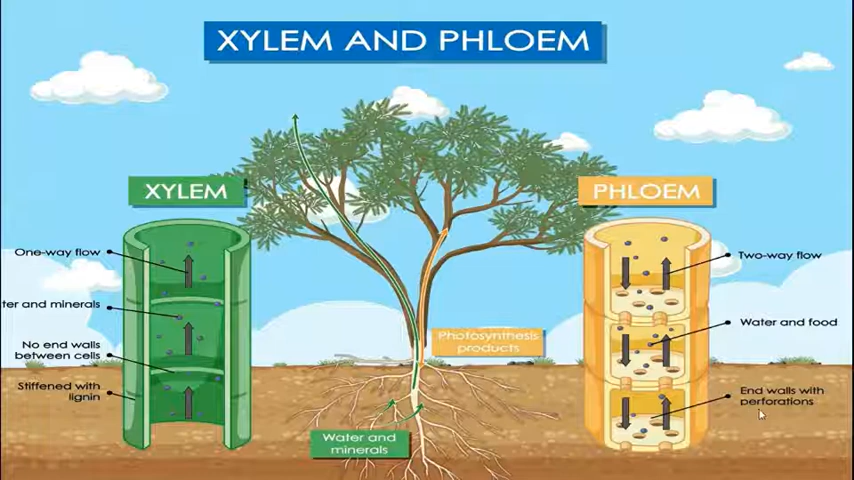 XYLEM AND PHLOEM
XYLEM
PHLOEM
One-way flow
Two-way flow
and minerals
Water and food
No end walls
between cells
Photosynthesis
products
Stiffened with
lignin
End walls with
perforations
Water and
minerals